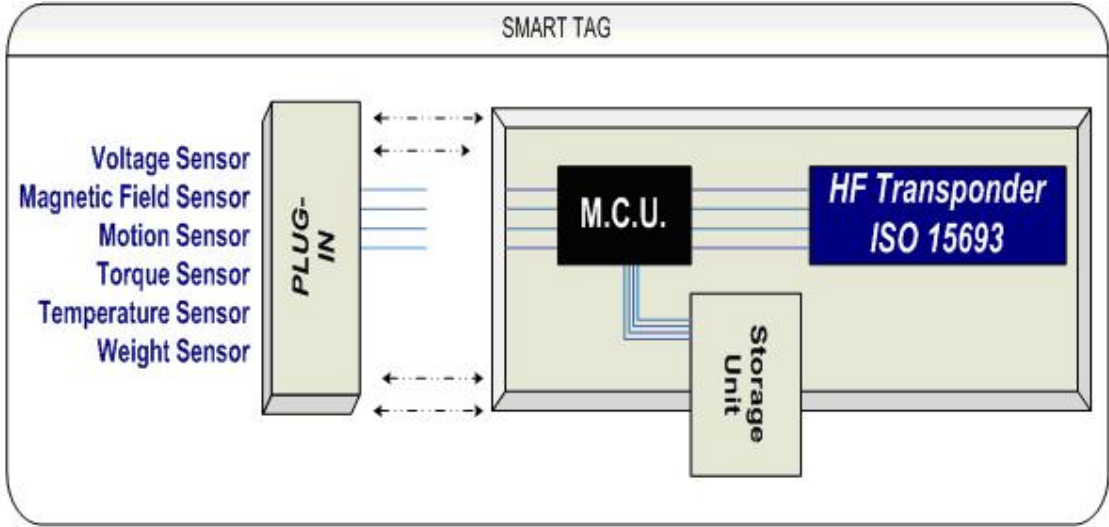 SMART TAG
Voltage Sensor
Magnetic Field Sensor
Motion Sensor
Torque Sensor
Temperature Sensor
Weight Sensor
PLUG-
IN
M.C.U.
HF Transponder
ISO 15693
Storage
Unit